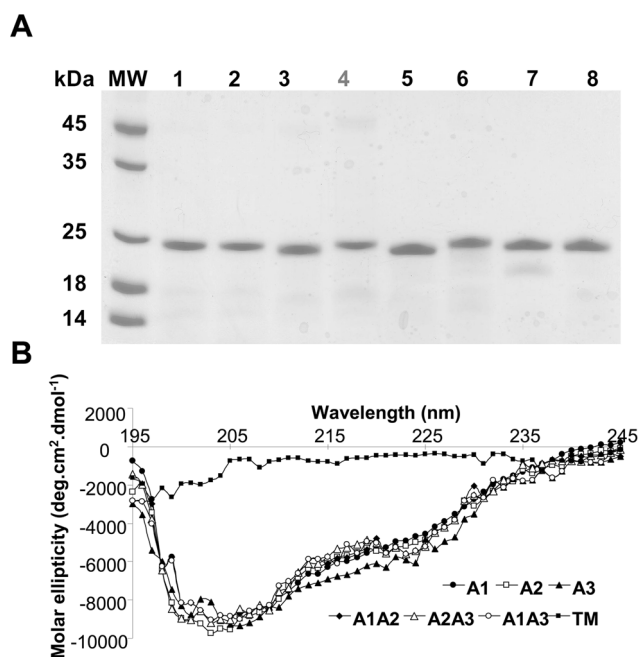 A
kDa MW 1 2 3 4 5 6 7 8
45
35
25
18
14
B
Molar ellipticity (deg.cm2.dmol-1)
Wavelength (nm)
2000
0
-2000
-4000
-6000
-8000
-10000
195 205 215 225 235 245
A1 A2 A3
A1A2 A2A3 A1A3 TM